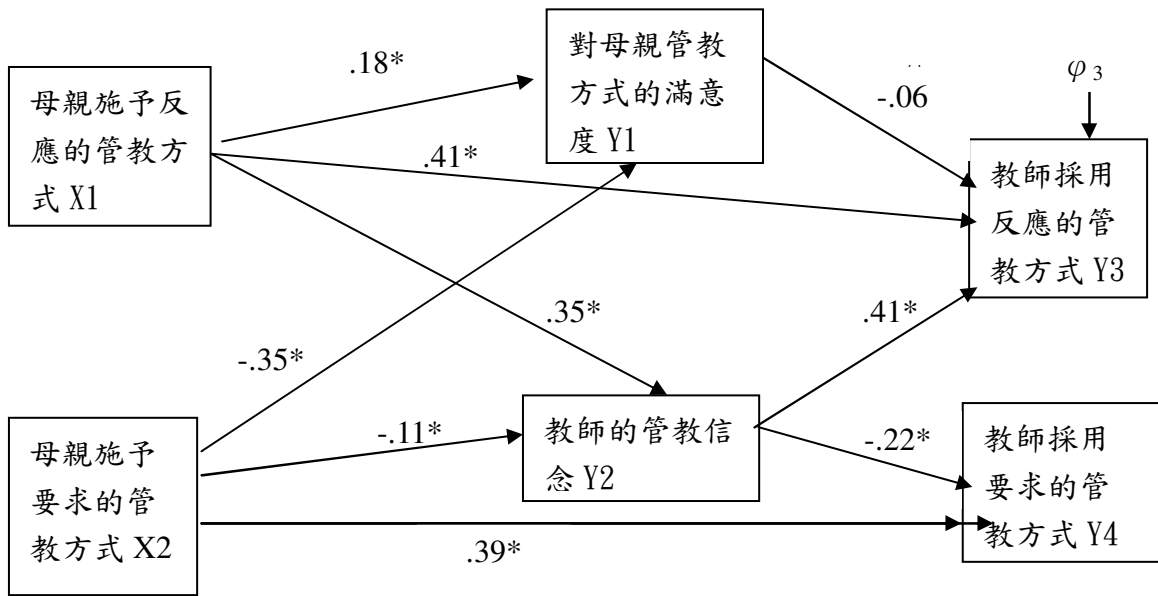 母親施予反
應的管教方
式 X1
對母親管教
方式的滿意
度 Y1
教師採用
反應的管
教方式 Y3
φ 3
母親施予
要求的管
教方式 X2
教師的管教信
念 Y2
教師採用
要求的管
教方式 Y4
.18*
.41*
-.06
.35*
-.35*
.41*
-.11*
-.22*
.39*